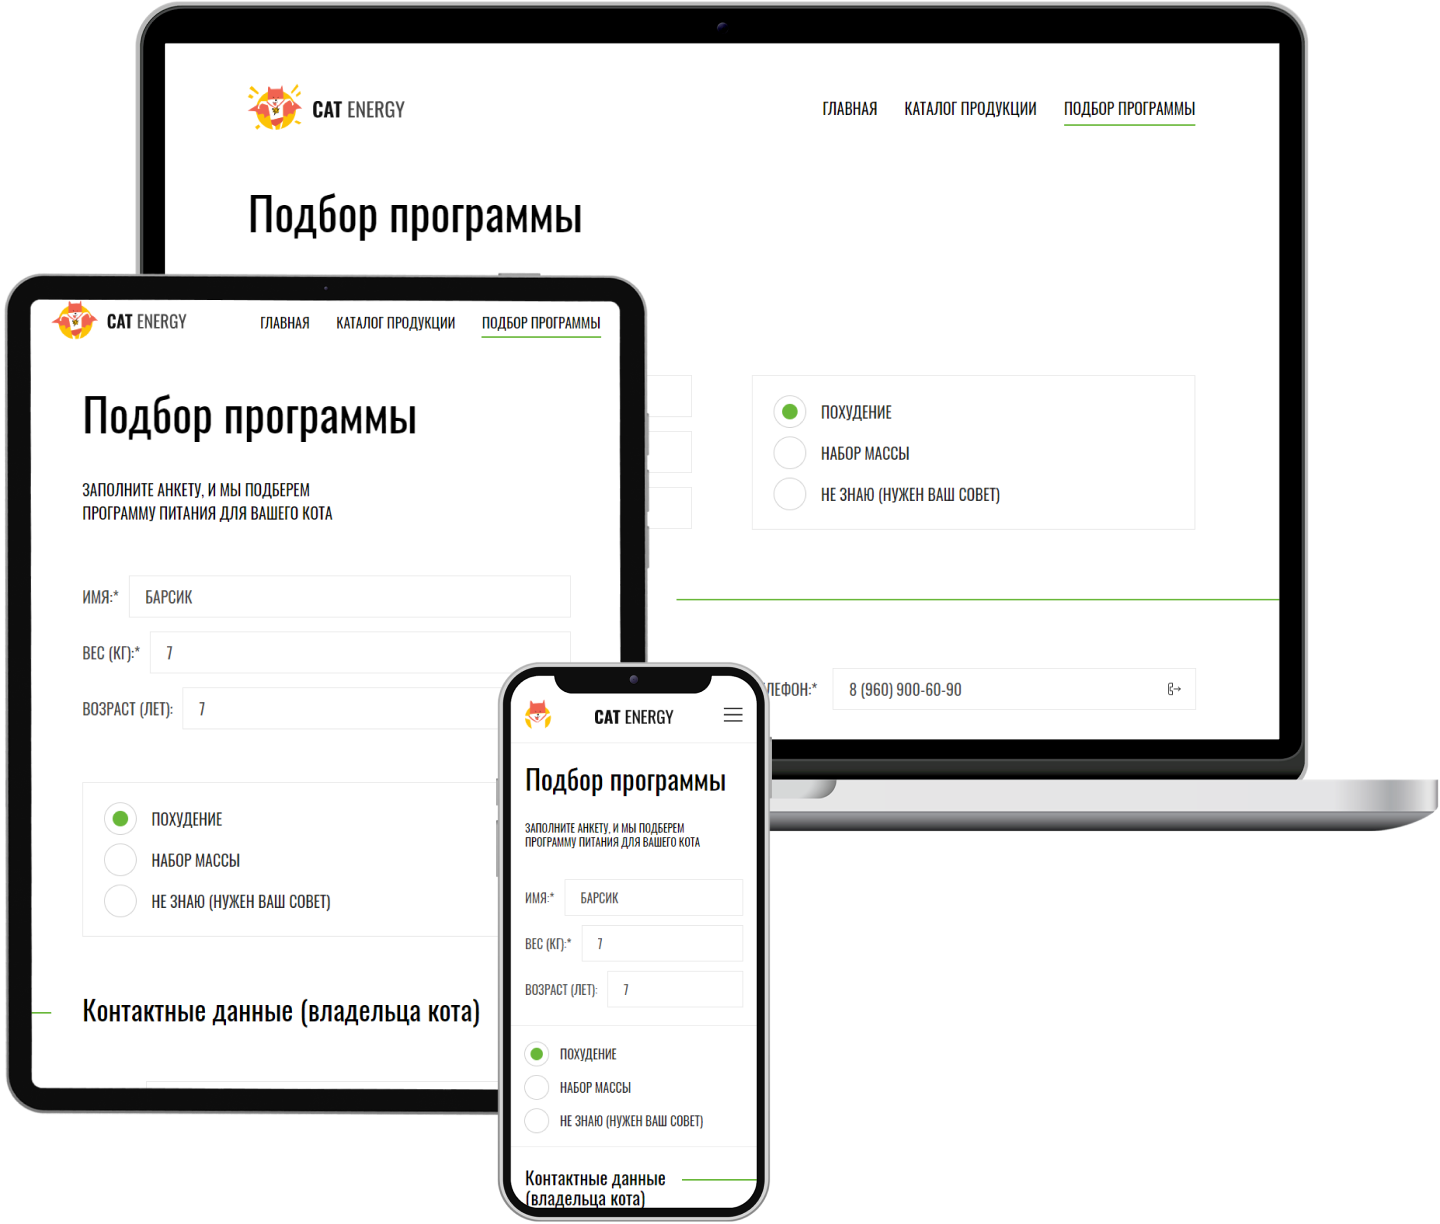 CAT ENERGY
ГЛАВНАЯ КАТАЛОГ ПРОДУКЦИИ ПОДБОР ПРОГРАММЫ
Подбор программы
ПОХУДЕНИЕ
НАБОР МАССЫ
НЕ ЗНАЮ (НУЖЕН ВАШ СОВЕТ)
8 (960) 900-60-90
CAT ENERGY
ГЛАВНАЯ КАТАЛОГ ПРОДУКЦИИ ПОДБОР ПРОГРАММЫ
Подбор программы
ЗАПОЛНИТЕ АНКЕТУ, И МЫ ПОДБЕРЕМ
ПРОГРАММУ ПИТАНИЯ ДЛЯ ВАШЕГО КОТА
ИМЯ:* БАРСИК
ВЕС (КГ):* 7
ВОЗРАСТ (ЛЕТ): 7
ПОХУДЕНИЕ
НАБОР МАССЫ
НЕ ЗНАЮ (НУЖЕН ВАШ СОВЕТ)
Контактные данные (владельца кота)
CAT ENERGY
Подбор программы
ЗАПОЛНИТЕ АНКЕТУ, И МЫ ПОДБЕРЕМ
ПРОГРАММУ ПИТАНИЯ ДЛЯ ВАШЕГО КОТА
ИМЯ:* БАРСИК
ВЕС (КГ):* 7
ВОЗРАСТ (ЛЕТ): 7
ПОХУДЕНИЕ
НАБОР МАССЫ
НЕ ЗНАЮ (НУЖЕН ВАШ СОВЕТ)
Контактные данные
(владельца кота)